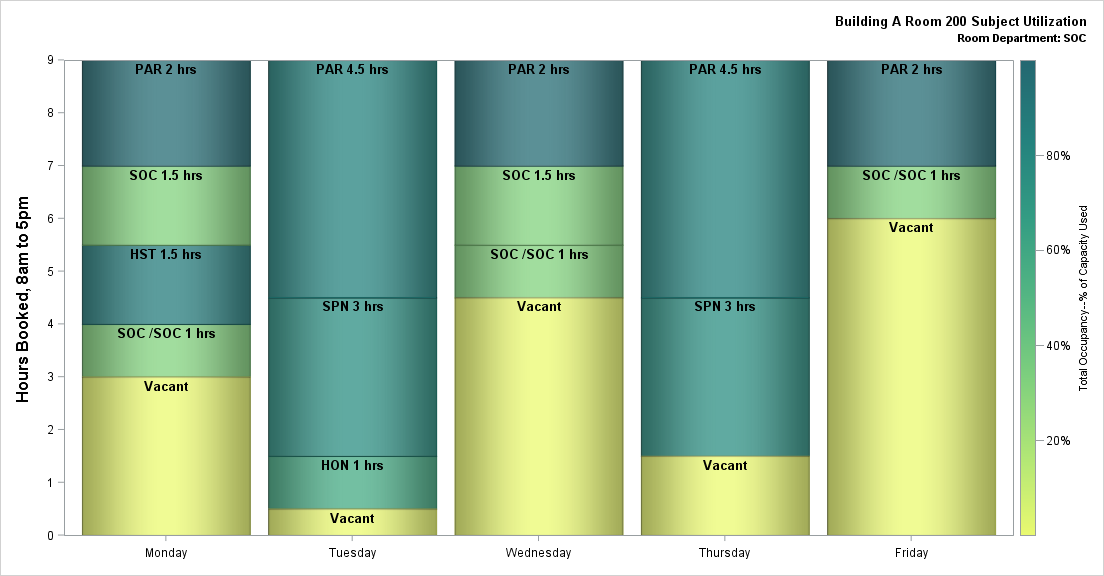 Building A Room 200 Subject Utilization
Room Department: SOC
Hours Booked, 8am to 5pm
9
8
7
6
5
4
3
2
1
0
PAR 2 hrs
SOC 1.5 hrs
HST 1.5 hrs
SOC /SOC 1 hrs
Vacant
Monday
PAR 4.5 hrs
SPN 3 hrs
HON 1 hrs
Vacant
Tuesday
PAR 2 hrs
SOC 1.5 hrs
SOC /SOC 1 hrs
Vacant
Wednesday
PAR 4.5 hrs
SPN 3 hrs
Vacant
Thursday
PAR 2 hrs
SOC /SOC 1 hrs
Vacant
Friday
80%
60%
40%
20%
Total Occupancy--% of Capacity Used